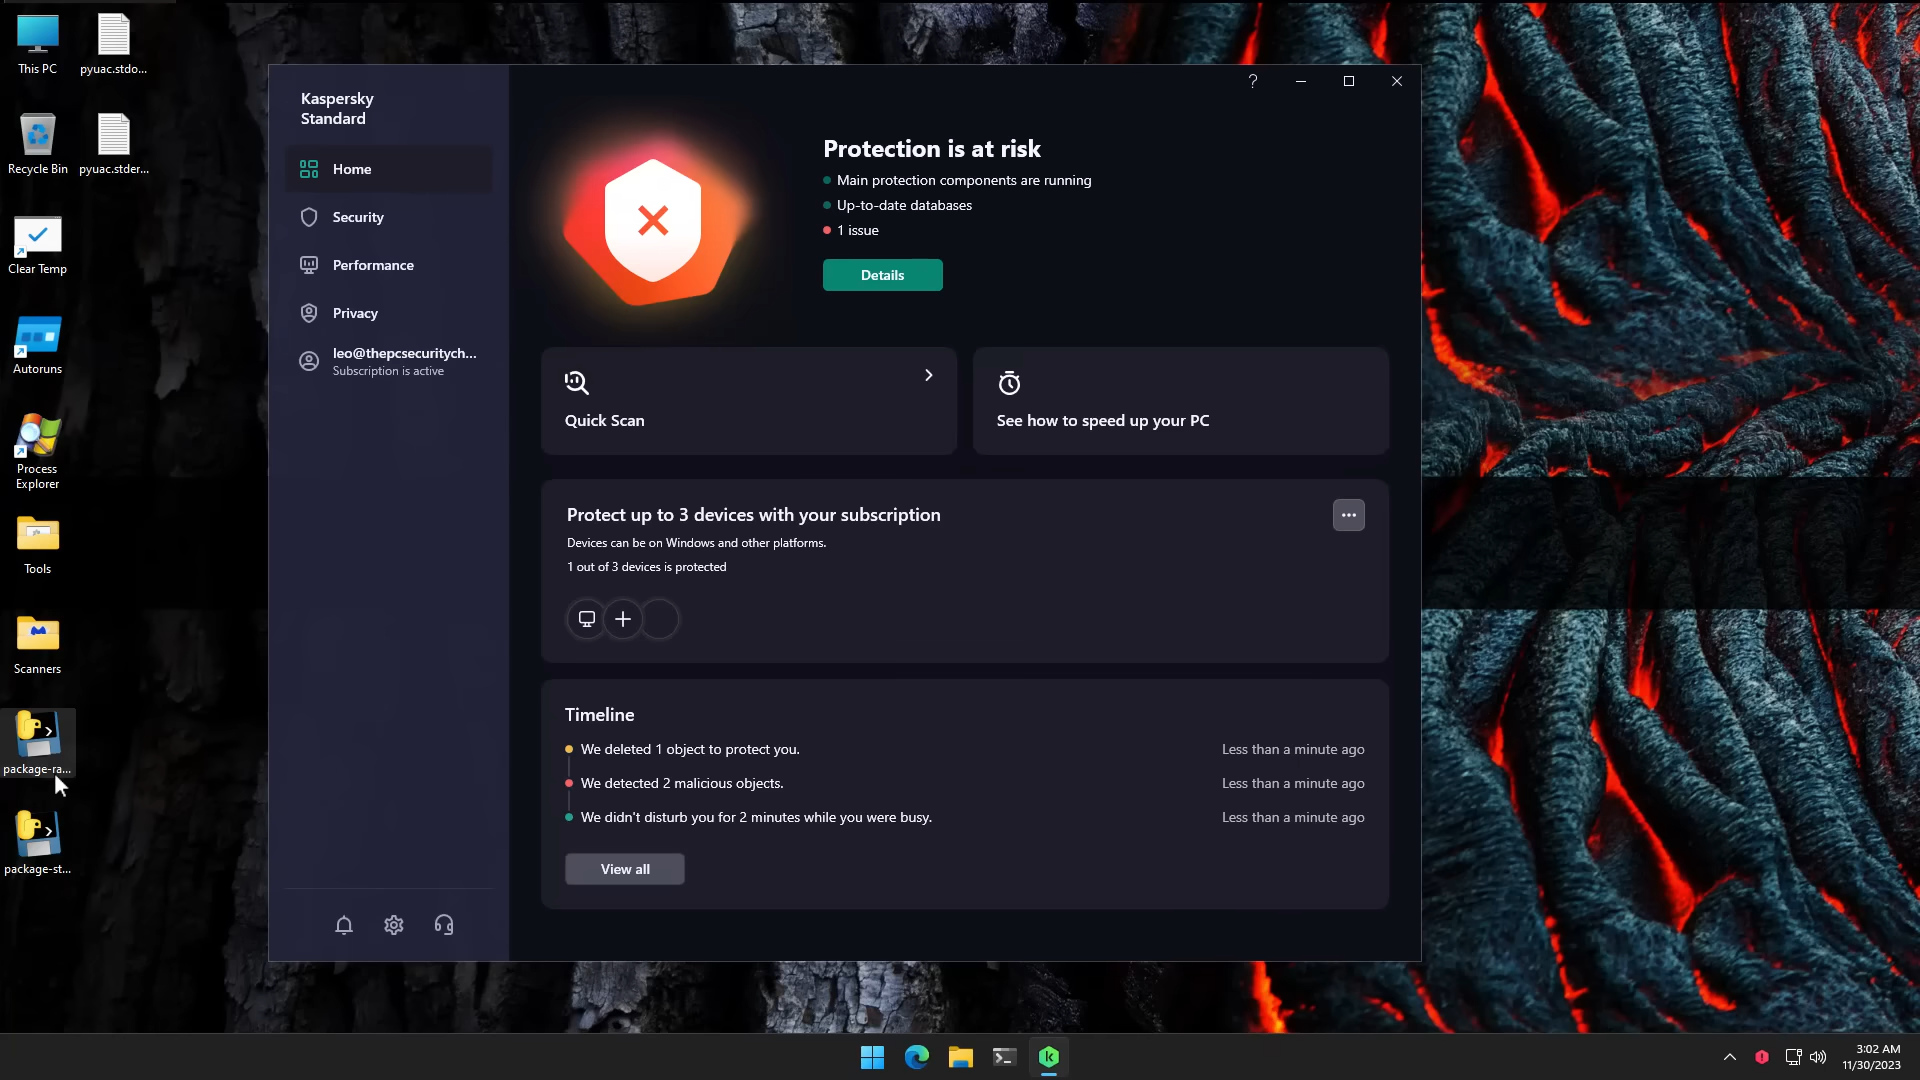 This PC
pyuac.stdo...
Recycle Bin
pyuac.stder...
Clear Temp
Autoruns
Process
Explorer
Tools
Scanners
package-ra...
package-st...
Kaspersky
Standard
Home
Security
Performance
Privacy
leo@thepcsecuritych...
Subscription is active
?
Protection is at risk
Main protection components are running
Up-to-date databases
1 issue
Details
Quick Scan
See how to speed up your PC
Protect up to 3 devices with your subscription
Devices can be on Windows and other platforms.
1 out of 3 devices is protected
Timeline
We deleted 1 object to protect you.
Less than a minute ago
We detected 2 malicious objects.
Less than a minute ago
We didn't disturb you for 2 minutes while you were busy.
Less than a minute ago
View all
3:02 AM
11/30/2023